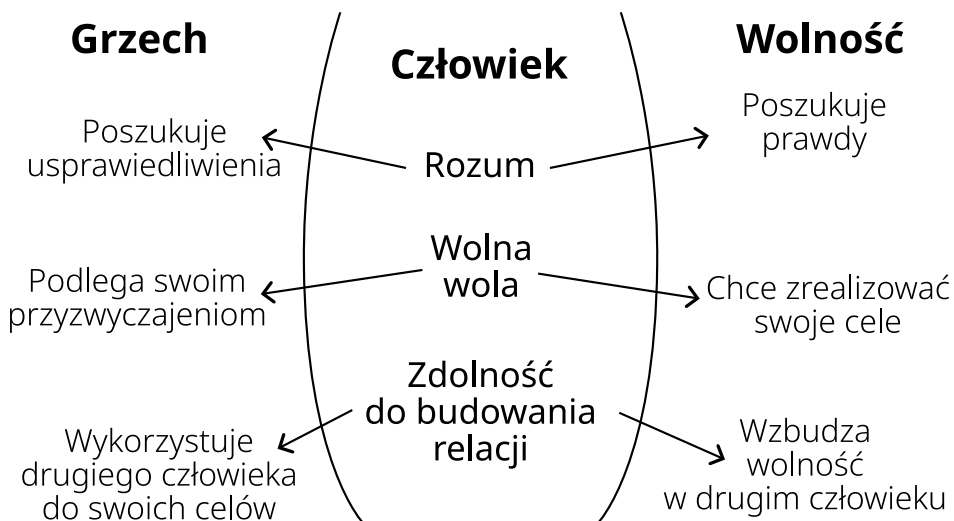 Grzech
Człowiek
Wolność
Poszukuje
usprawiedliwienia
Rozum
Poszukuje
prawdy
Podlega swoim
przyzwyczajeniom
Wolna
wola
Chce zrealizować
swoje cele
Wykorzystuje
drugiego człowieka
do swoich celów
Zdolność
do budowania
relacji
Wzbudza
wolność
w drugim człowieku